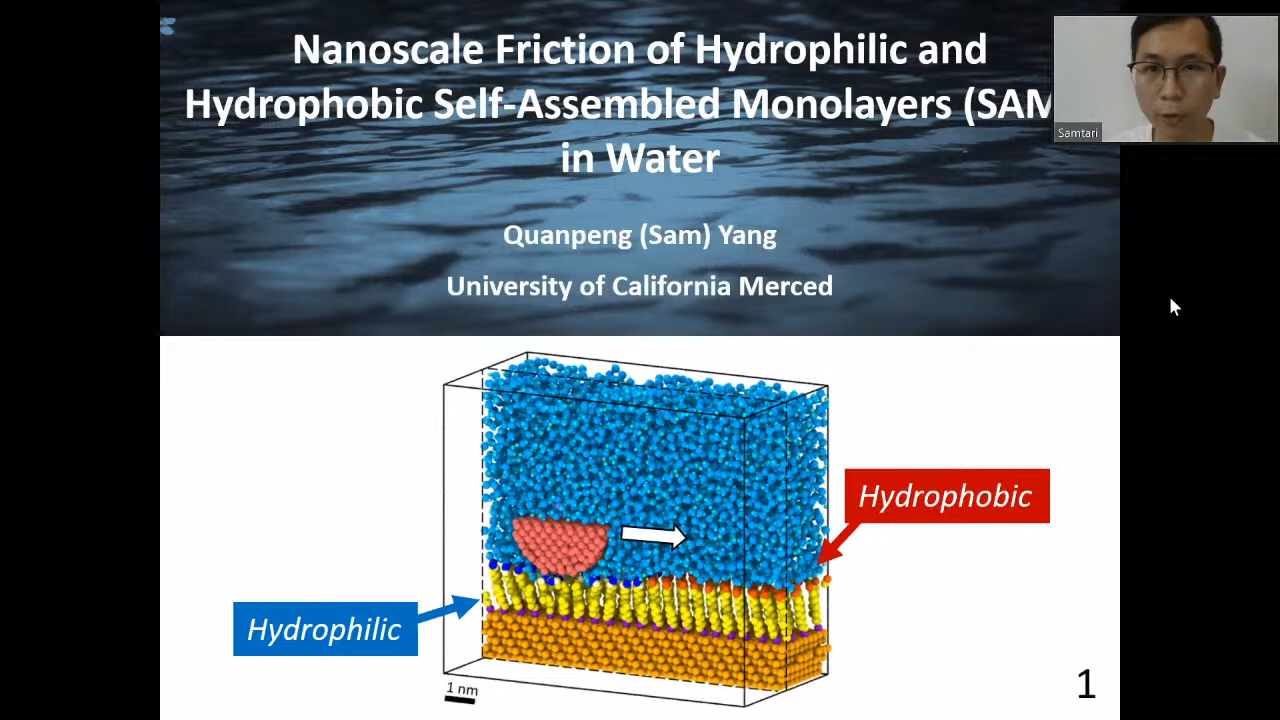 Nanoscale Friction of Hydrophilic and
Hydrophobic Self-Assembled Monolayers (SAM
in Water
Samtari
Quanpeng (Sam) Yang
University of California Merced
Hydrophobic
Hydrophilic
1 nm
1